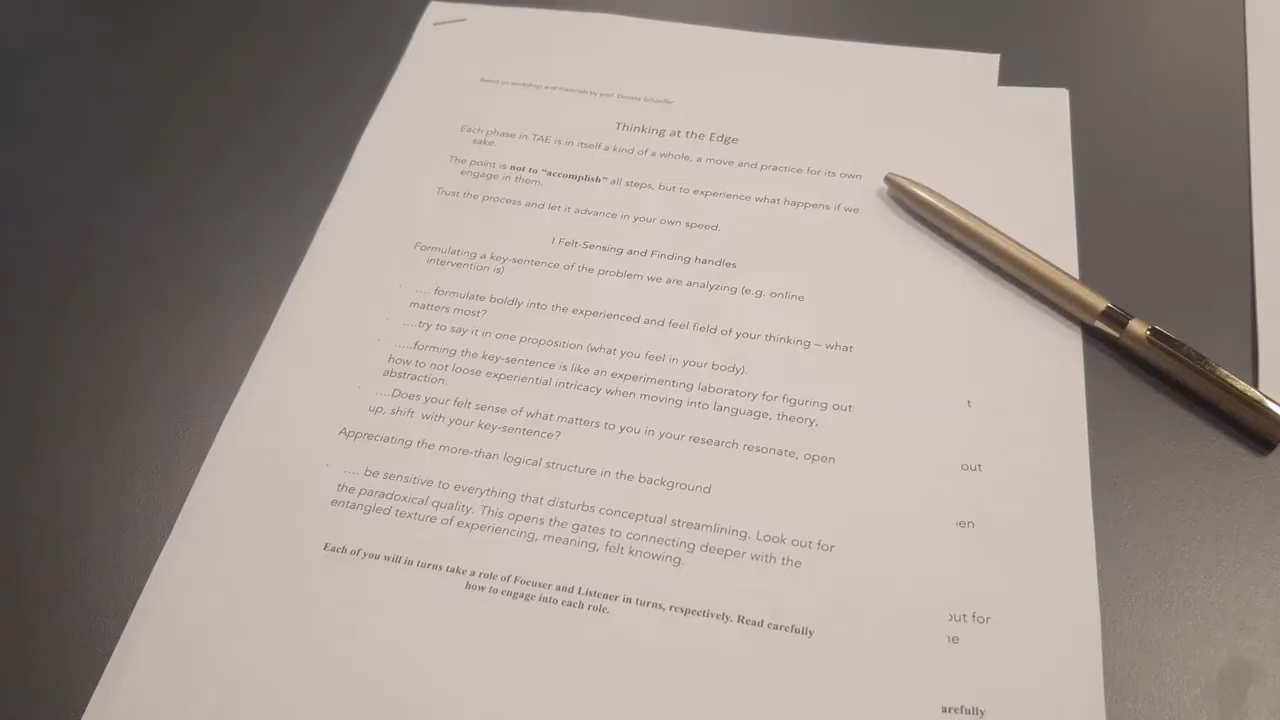 Based on workshop and materials by prof. Donata Schoeller
Thinking at the Edge
Each phase in TAE is in itself a kind of a whole, a move and practice for its own
sake.
The point is not to “accomplish” all steps, but to experience what happens if we
engage in them.
Trust the process and let it advance in your own speed.
I Felt-Sensing and Finding handles
Formulating a key-sentence of the problem we are analyzing (e.g. online
intervention is)
.... formulate boldly into the experienced and feel field of your thinking – what
matters most?
....try to say it in one proposition (what you feel in your body).
.....forming the key-sentence is like an experimenting laboratory for figuring out
how to not loose experiential intricacy when moving into language, theory,
abstraction.
....Does your felt sense of what matters to you in your research resonate, open
up, shift with your key-sentence?
Appreciating the more-than logical structure in the background
.... be sensitive to everything that disturbs conceptual streamlining. Look out for
the paradoxical quality. This opens the gates to connecting deeper with the
entangled texture of experiencing, meaning, felt knowing.
Each of you will in turns take a role of Focuser and Listener in turns, respectively. Read carefully
how to engage into each role.
t
out
en
out for
ne
arefully